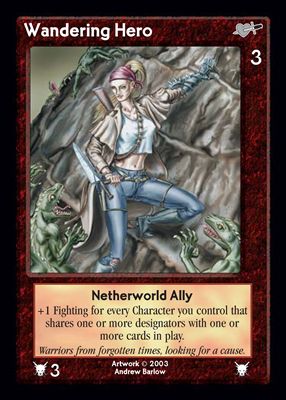 Wandering Hero
3
Netherworld Ally
+1 Fighting for every Character you control that
shares one or more designators with one or
more cards in play.
Warriors from forgotten times, looking for a cause.
3
Artwork © 2003
Andrew Barlow